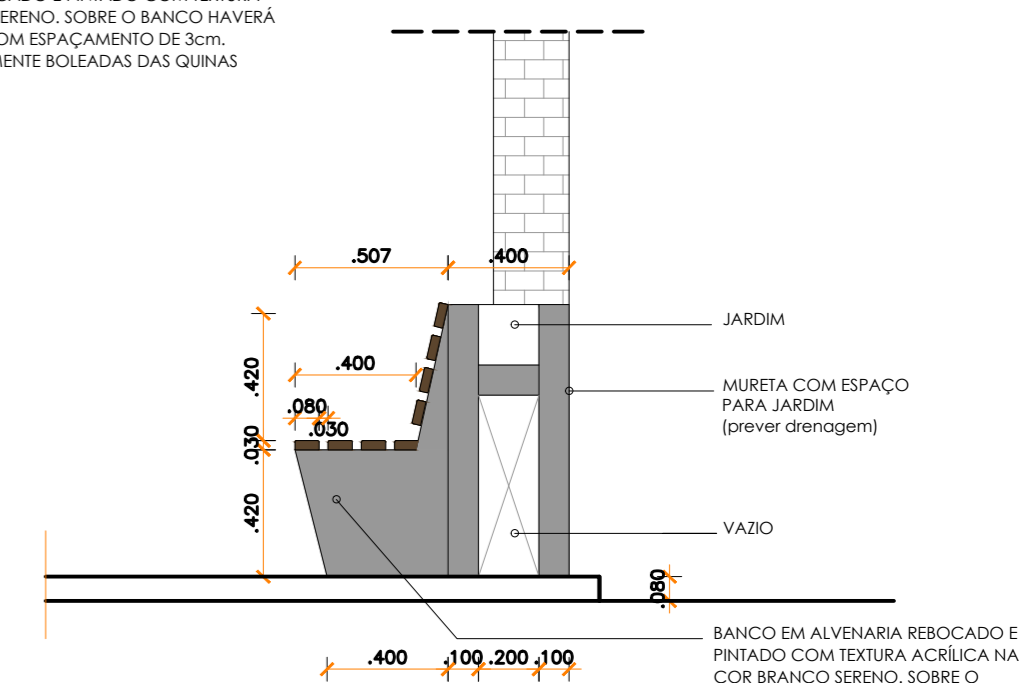 SERENO. SOBRE O BANCO HAVERÁ
OM ESPAÇAMENTO DE 3cm.
MENTE BOLEADAS DAS QUINAS
.507
.400
.420
.400
.080
.030
.030
.420
JARDIM
MURETA COM ESPAÇO
PARA JARDIM
(prever drenagem)
VAZIO
.080
BANCO EM ALVENARIA REBOCADO E
PINTADO COM TEXTURA ACRÍLICA NA
COR BRANCO SERENO. SOBRE O
.400
.100
.200
.100